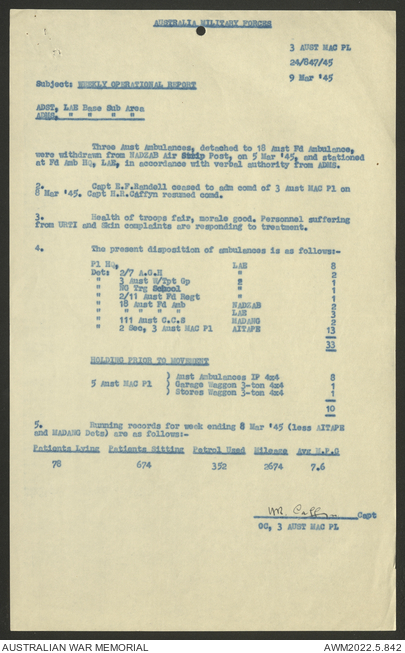 AUSTRALIA MILITARY FORCES
3 AUST MAC PL
24/847/45
9 Mar '45
Subject: WEEKLY OPERATIONAL REPORT
ADST, LAE Base Sub Area
ADMS, " " " "
Three Aust Ambulances, detached to 18 Aust Fd Ambulance,
were withdrawn from NADZAB Air Strip Post, on 5 Mar '45, and stationed
at Fd Amb HQ, LAE, in accordance with verbal authority from ADMS.
2. Capt R.F.Randell ceased to adm comd of 3 Aust MAC Pl on
8 Mar '45. Capt H.R.Caffyn resumed comd.
3. Health of troops fair, morale good. Personnel suffering
from URTI and Skin complaints are responding to treatment.
4. The present disposition of ambulances is as follows:-
Pl HQ, LAE 8
Det: 2/7 A.G.H " 2
" 3 Aust W/Tpt Gp " 1
" NG Trg School " 1
" 2/11 Aust Fd Regt " 1
" 18 Aust Fd Amb NADZAB 2
" " " " " LAE 3
" 111 Aust C.C.S MADANG 2
" 2 Sec, 3 Aust MAC Pl AITAPE 13
33
HOLDING PRIOR TO MOVEMENT
5 Aust MAC Pl } Aust Ambulances IP 4x4 8
} Garage Waggon 3-ton 4x4 1
} Stores Waggon 3-ton 4x4 1
10
5. Running records for week ending 8 Mar '45 (less AITAPE
and MADANG Dets) are as follows:-
Patients Lying Patients Sitting Petrol Used Mileage Avg M.P.G
78 674 352 2674 7.6
Capt
OC, 3 AUST MAC PL
AUSTRALIAN WAR MEMORIAL AWM2022.5.842